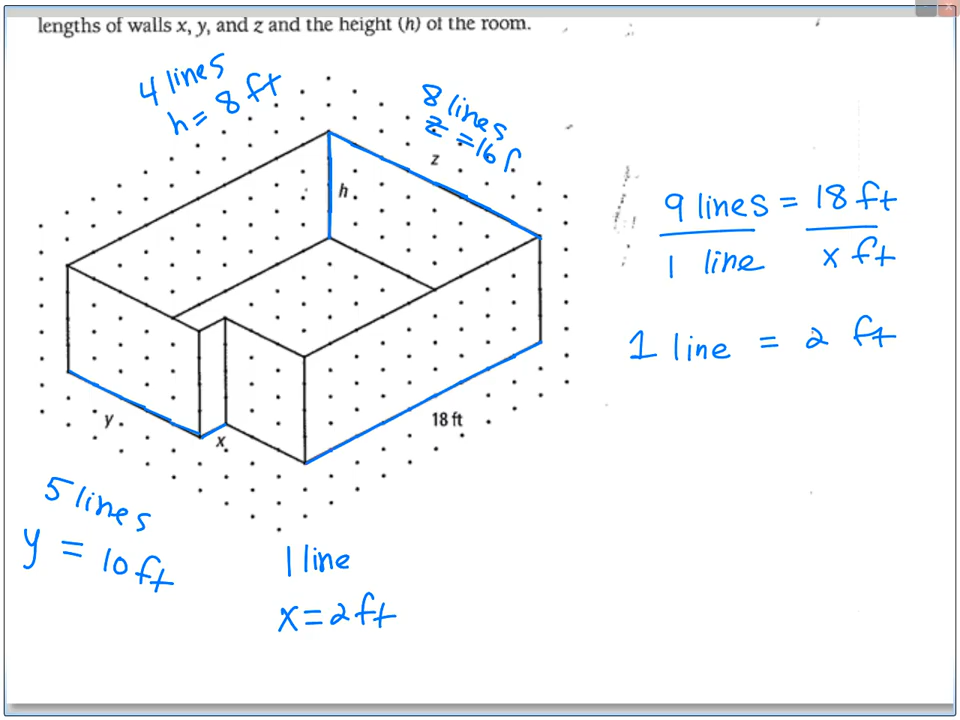 lengths of walls x, y, and z and the height (h) of the room.
4 lines
h = 8 ft
8 lines
z = 16 f
z
h
9 lines = 18 ft
1 line x ft
1 line = 2 ft
y
x
18 ft
5 lines
y = 10 ft
1 line
x = 2 ft